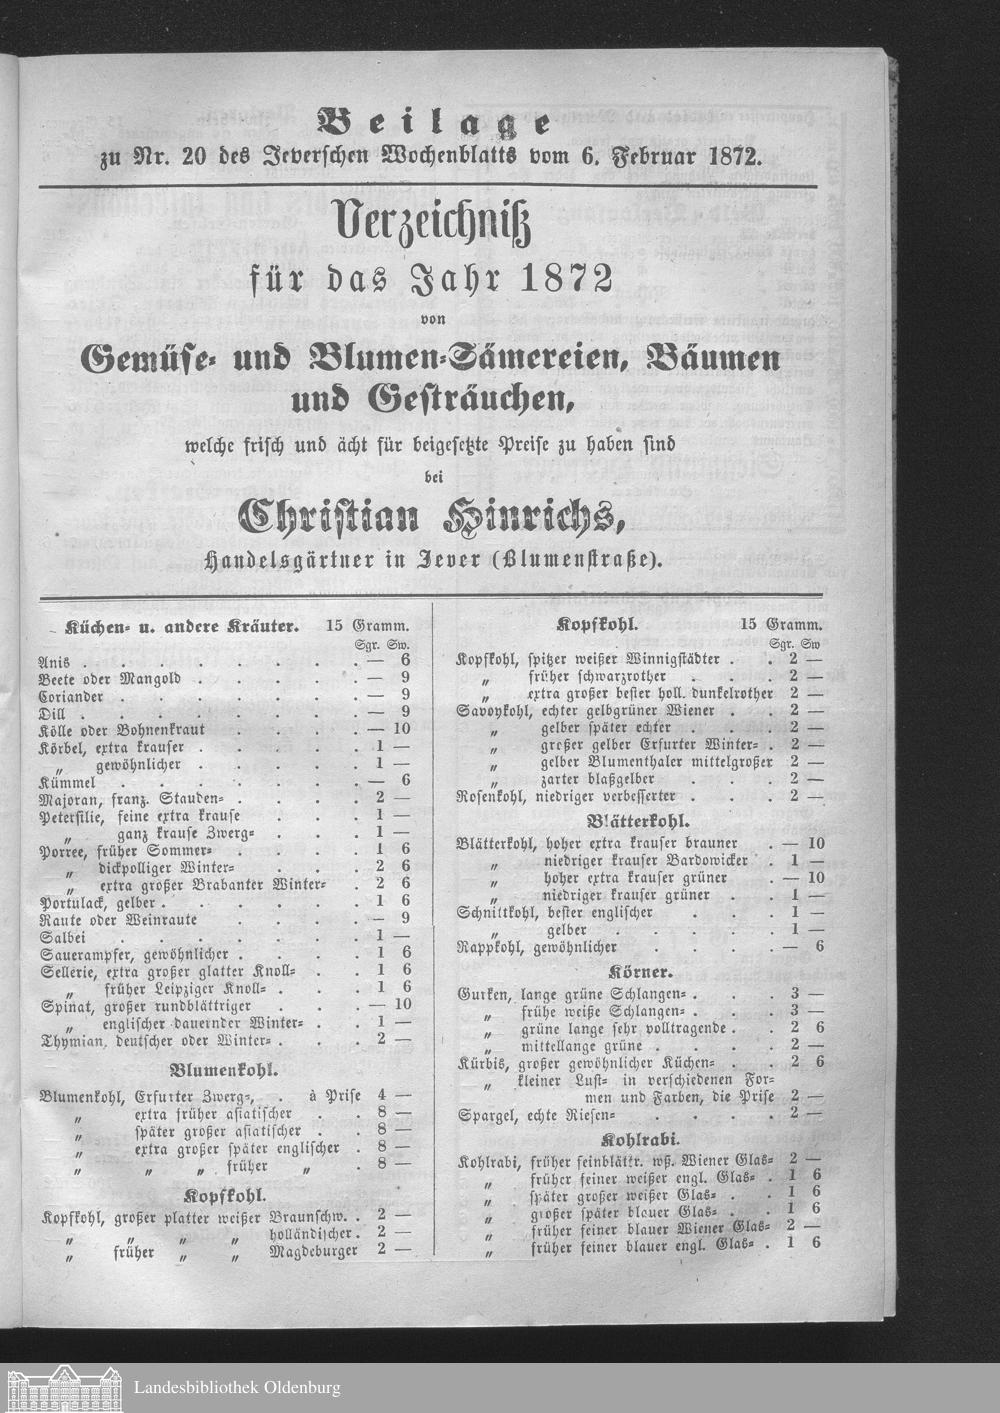 Beilage
zu Nr. 20 des Jeverschen Wochenblatts vom 6. Februar 1872.
Verzeichniß
für das Jahr 1872
von
Gemüse- und Blumen-Sämereien, Bäumen
und Gesträuchen,
welche frisch und ächt für beigesetzte Preise zu haben sind
bei
Christian Hinrichs,
Handelsgärtner in Jever (Blumenstraße).
Küchen- u. andere Kräuter. 15 Gramm.
Sgr. Sw.
Anis . . . . . . . . — 6
Beete oder Mangold . . . . . — 9
Coriander . . . . . . . — 9
Dill . . . . . . . . — 9
Kölle oder Bohnenkraut . . . . — 10
Körbel, extra krauser . . . . . 1 —
„ gewöhnlicher . . . . . 1 —
Kümmel . . . . . . . — 6
Majoran, franz. Stauden- . . . . 2 —
Petersilie, feine extra krause . . . 1 —
„ ganz krause Zwerg- . . . 1 —
Porree, früher Sommer- . . . . 1 6
„ dickpolliger Winter- . . . 2 6
„ extra großer Brabanter Winter- . 2 6
Portulack, gelber . . . . . . 1 6
Raute oder Weinraute . . . . — 9
Salbei . . . . . . . 1 —
Sauerampfer, gewöhnlicher . . . . 1 6
Sellerie, extra großer glatter Knoll- . . 1 6
„ früher Leipziger Knoll- . . . 1 6
Spinat, großer rundblättriger . . . — 10
„ englischer dauernder Winter- . . 1 —
Thymian, deutscher oder Winter- . . . 2 —
Blumenkohl.
Blumenkohl, Erfurter Zwerg-, . à Prise 4 —
„ extra früher asiatischer . . 8 —
„ später großer asiatischer . . 8 —
„ extra großer später englischer . 8 —
„ „ „ früher „ . 8 —
Kopfkohl.
Kopfkohl, großer platter weißer Braunschw. . 2 —
„ „ „ „ holländischer . 2 —
„ früher „ „ Magdeburger 2 —
Kopfkohl. 15 Gramm.
Sgr. Sw
Kopfkohl, spitzer weißer Winnigstädter . . 2 —
„ früher schwarzrother . . . 2 —
„ extra großer bester holl. dunkelrother 2 —
Savoykohl, echter gelbgrüner Wiener . . 2 —
„ gelber später echter . . . 2 —
„ großer gelber Erfurter Winter- . 2 —
„ gelber Blumenthaler mittelgroßer 2 —
„ zarter blaßgelber . . . 2 —
Rosenkohl, niedriger verbesserter . . . 2 —
Blätterkohl.
Blätterkohl, hoher extra krauser brauner . — 10
„ niedriger krauser Bardowicker . 1 —
„ hoher extra krauser grüner . — 10
„ niedriger krauser grüner . . 1 —
Schnittkohl, bester englischer . . . 1 —
„ gelber . . . . . 1 —
Rappkohl, gewöhnlicher . . . . — 6
Körner.
Gurken, lange grüne Schlangen- . . . 3 —
„ frühe weiße Schlangen- . . . 3 —
„ grüne lange sehr volltragende . . 2 6
„ mittellange grüne . . . . 2 —
Kürbis, großer gewöhnlicher Küchen- . . 2 6
„ kleiner Lust- in verschiedenen For-
men und Farben, die Prise 2 —
Spargel, echte Riesen- . . . . 2 —
Kohlrabi.
Kohlrabi, früher feinblättr. wß. Wiener Glas- 2 —
„ früher feiner weißer engl. Glas- . 1 6
„ später großer weißer Glas- . . 1 6
„ großer später blauer Glas- . . 1 6
„ früher feiner blauer Wiener Glas- 2 —
„ früher feiner blauer engl. Glas- . 1 6
Landesbibliothek Oldenburg